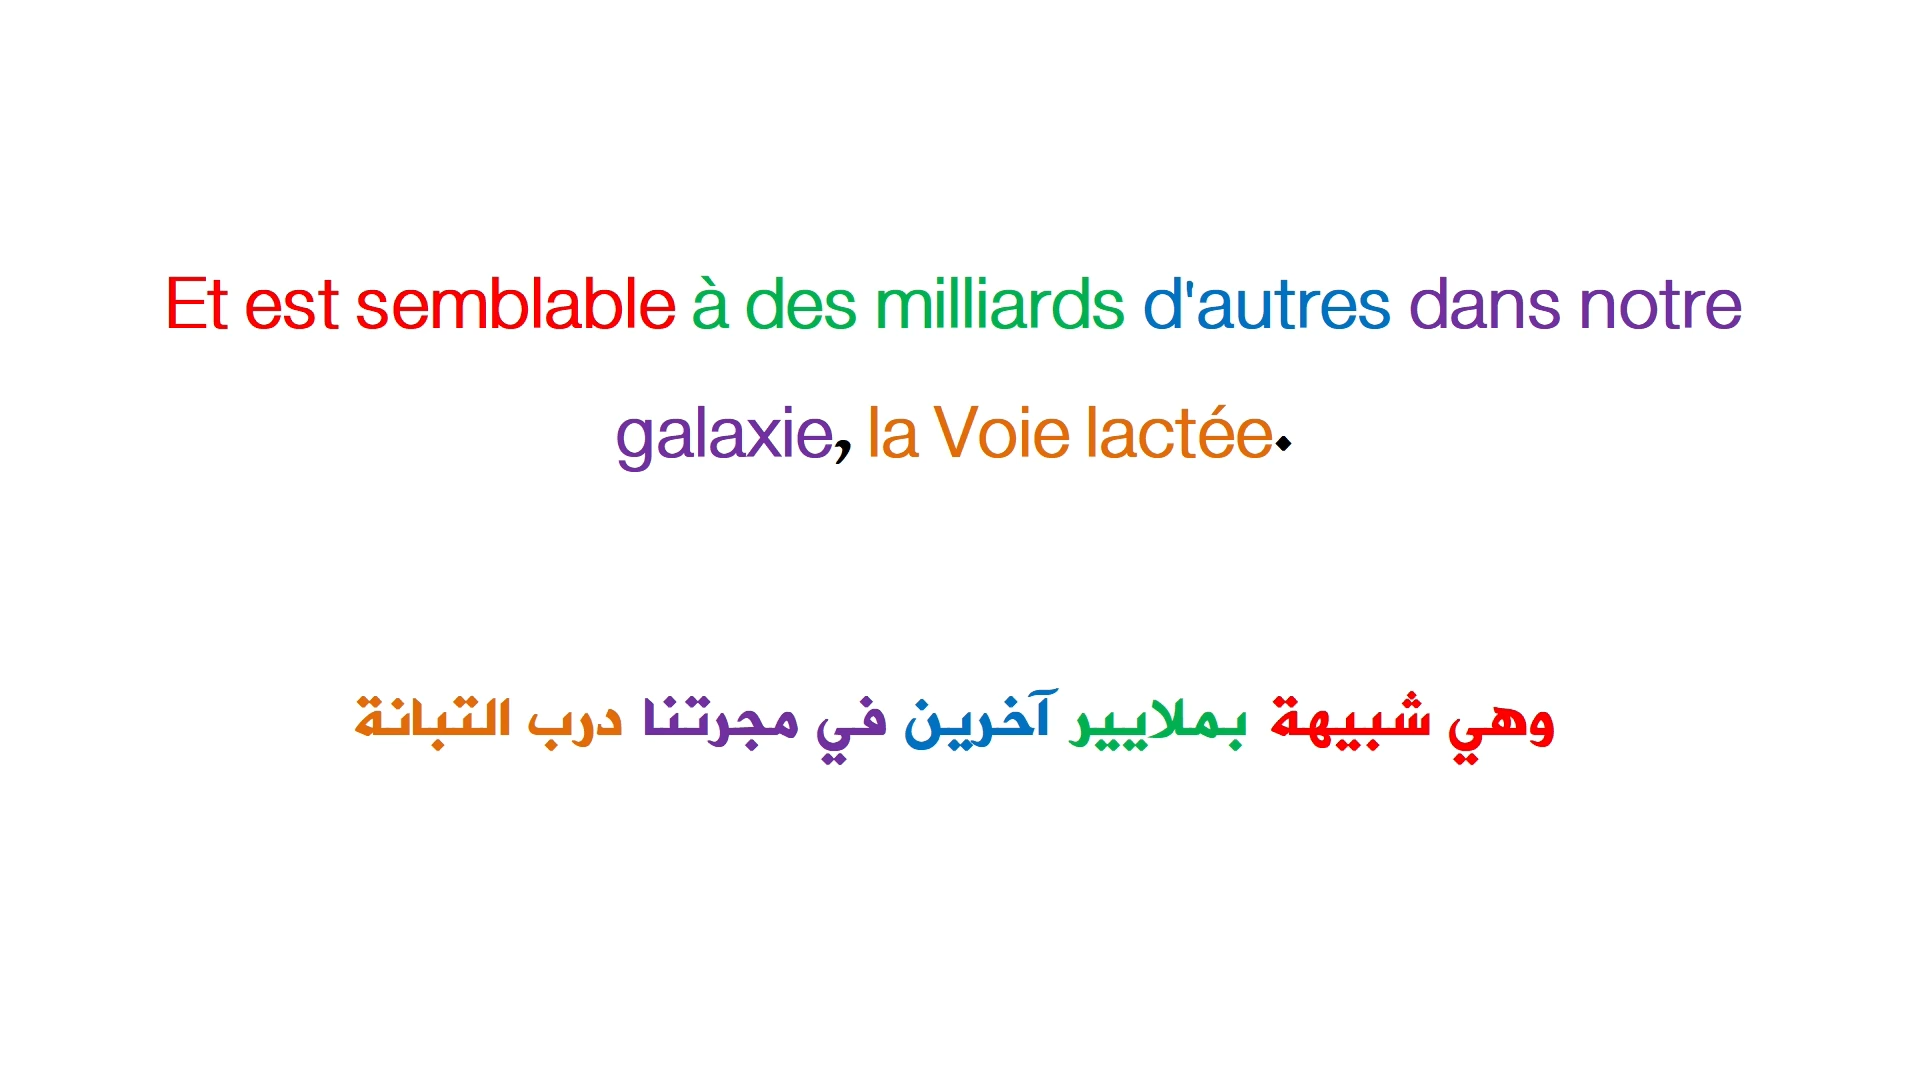 Et est semblable à des milliards d'autres dans notre
galaxie, la Voie lactée.
وهي شبيهة بملايير آخرين في مجرتنا درب التبانة